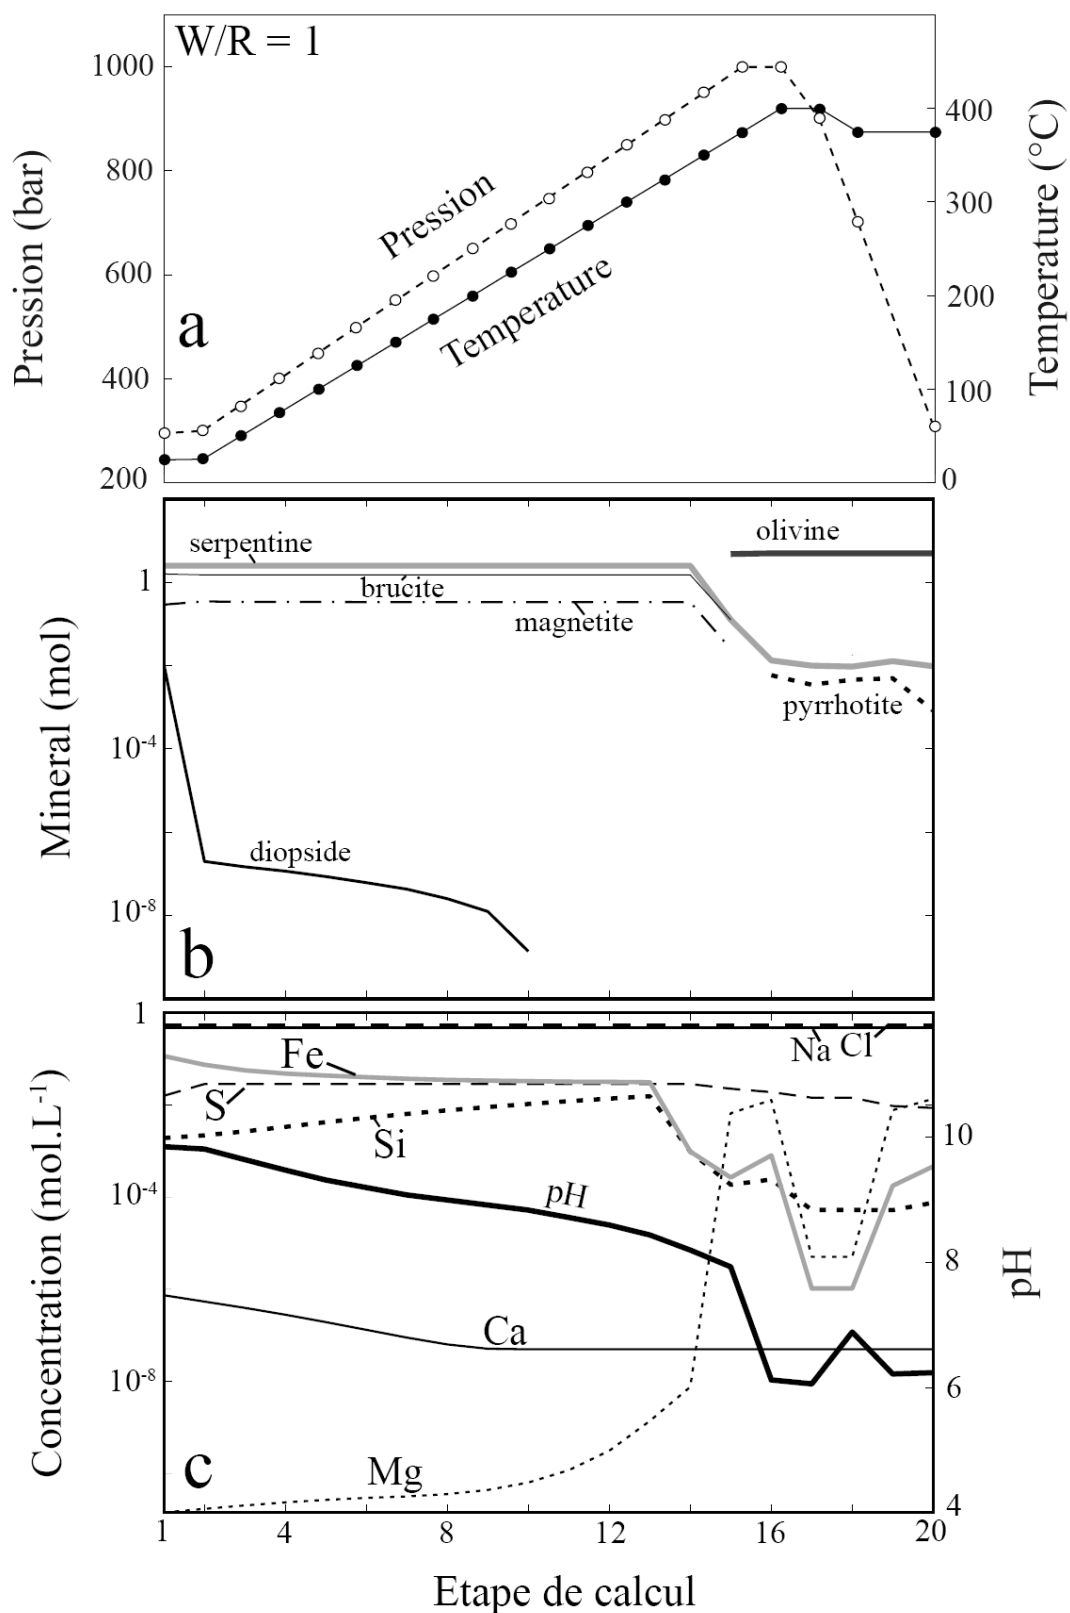 W/R = 1
1000
800
600
400
200
Pression (bar)
400
300
200
100
0
Temperature (°C)
Pression
Temperature
a
serpentine
olivine
1
brucite
magnetite
pyrrhotite
10-4
Mineral (mol)
diopside
10-8
b
1
Na Cl
Fe
S
Si
10
10-4
pH
8
Concentration (mol.L-1)
pH
Ca
10-8
6
Mg
c
4
1 4 8 12 16 20
Etape de calcul